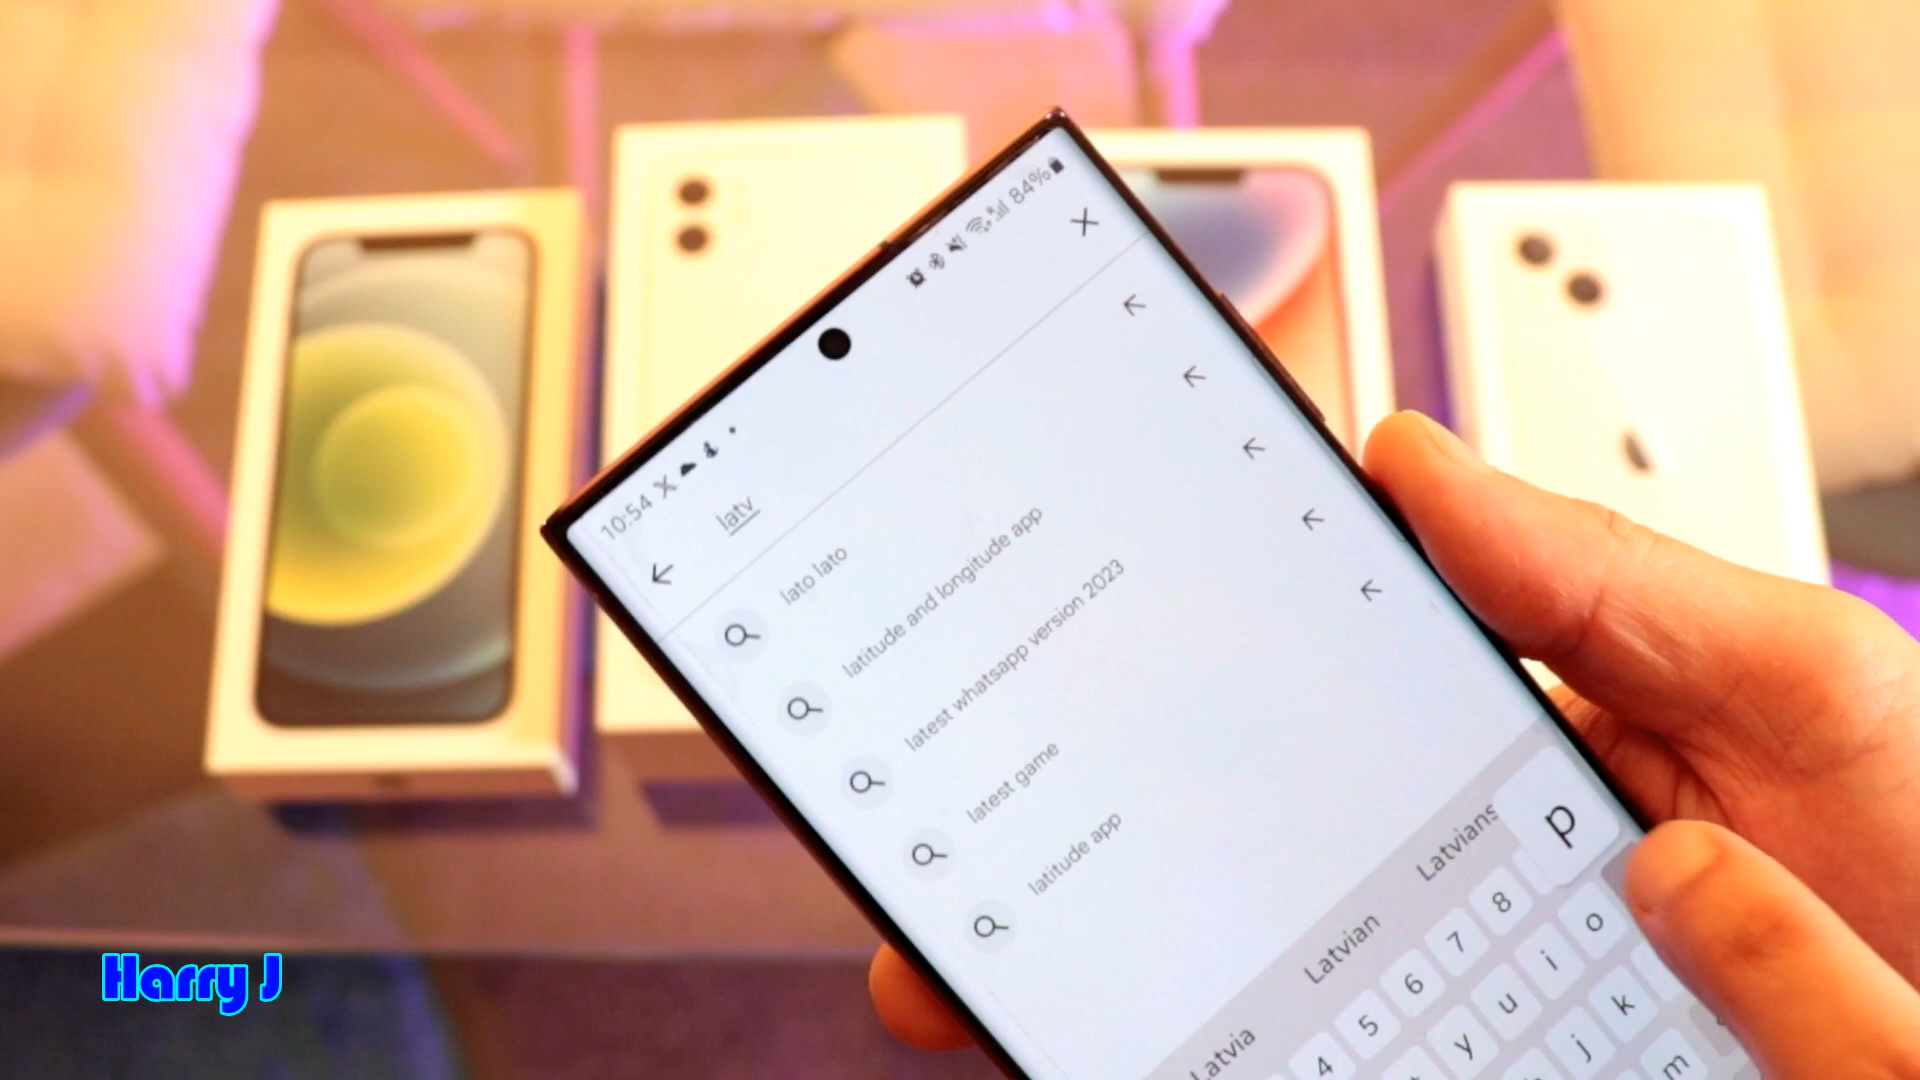 10:54
84%
latv
lato lato
latitude and longitude app
latest whatsapp version 2023
latest game
latitude app
Latvia
Latvian
Latvians
p
4 5 6 7 8
y u i o
j k
m
Harry J